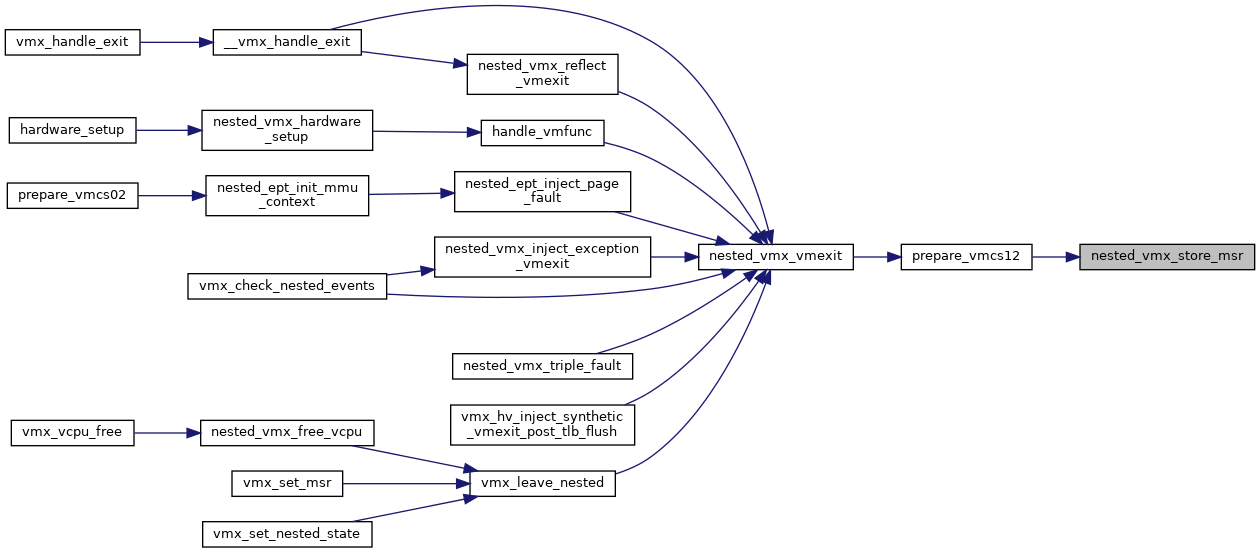 vmx_handle_exit
__vmx_handle_exit
nested_vmx_reflect
_vmexit
hardware_setup
nested_vmx_hardware
_setup
handle_vmfunc
prepare_vmcs02
nested_ept_init_mmu
_context
nested_ept_inject_page
_fault
nested_vmx_inject_exception
_vmexit
vmx_check_nested_events
nested_vmx_vmexit
prepare_vmcs12
nested_vmx_store_msr
nested_vmx_triple_fault
vmx_hv_inject_synthetic
_vmexit_post_tlb_flush
vmx_vcpu_free
nested_vmx_free_vcpu
vmx_set_msr
vmx_leave_nested
vmx_set_nested_state